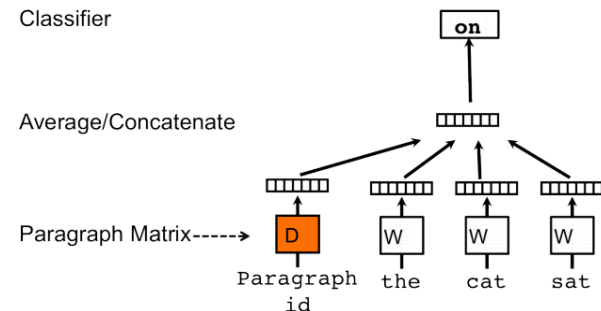 Classifier
on
Average/Concatenate
Paragraph Matrix
D
W
W
W
Paragraph
id
the
cat
sat